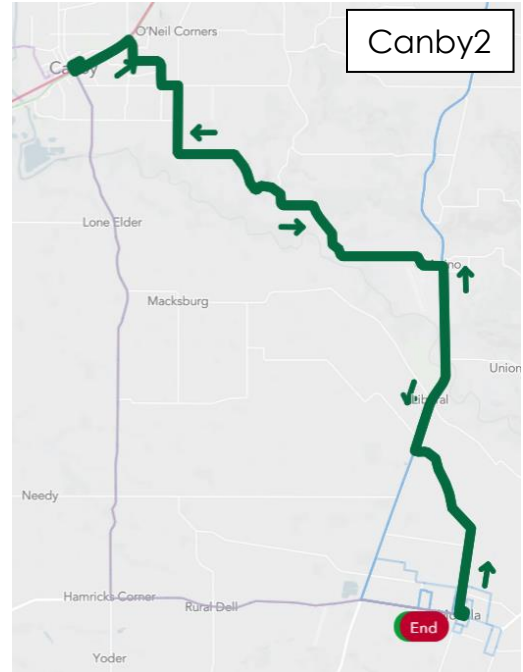 Canby2
O'Neil Corners
Lone Elder
Macksburg
Union
Needy
Hamricks Corner
Rural Dell
End
Yoder